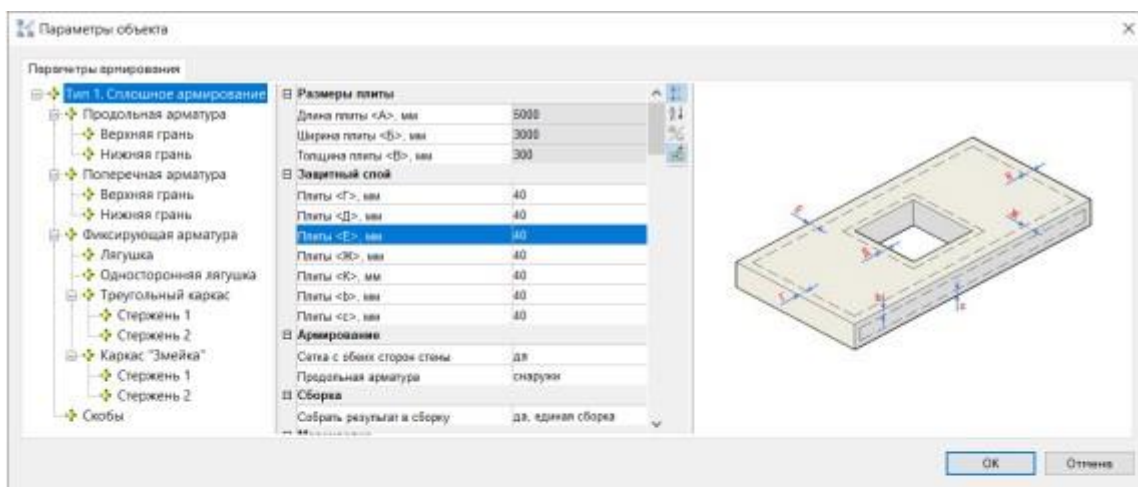 Параметры объекта
Параметры армирования
Тип 1. Сплошное армирование
Продольная арматура
Верхняя грань
Нижняя грань
Поперечная арматура
Верхняя грань
Нижняя грань
Фиксирующая арматура
Лягушка
Односторонняя лягушка
Треугольный каркас
Стержень 1
Стержень 2
Каркас "Змейка"
Стержень 1
Стержень 2
Скобы
Размеры плиты
Длина плиты <А>, мм 5000
Ширина плиты <Б>, мм 3000
Толщина плиты <В>, мм 300
Защитный слой
Плиты <Г>, мм 40
Плиты <Д>, мм 40
Плиты <Е>, мм 40
Плиты <Ж>, мм 40
Плиты <К>, мм 40
Плиты <b>, мм 40
Плиты <c>, мм 40
Армирование
Сетка с обеих сторон стены да
Продольная арматура снаружи
Сборка
Собрать результат в сборку да, единая сборка
Г
b
c
OK
Отмена